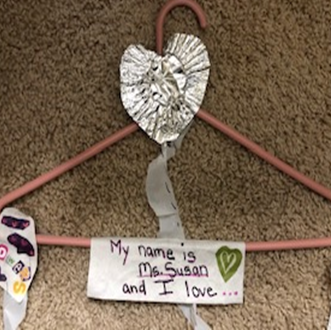 My name is
Ms. Susan
and I love ...